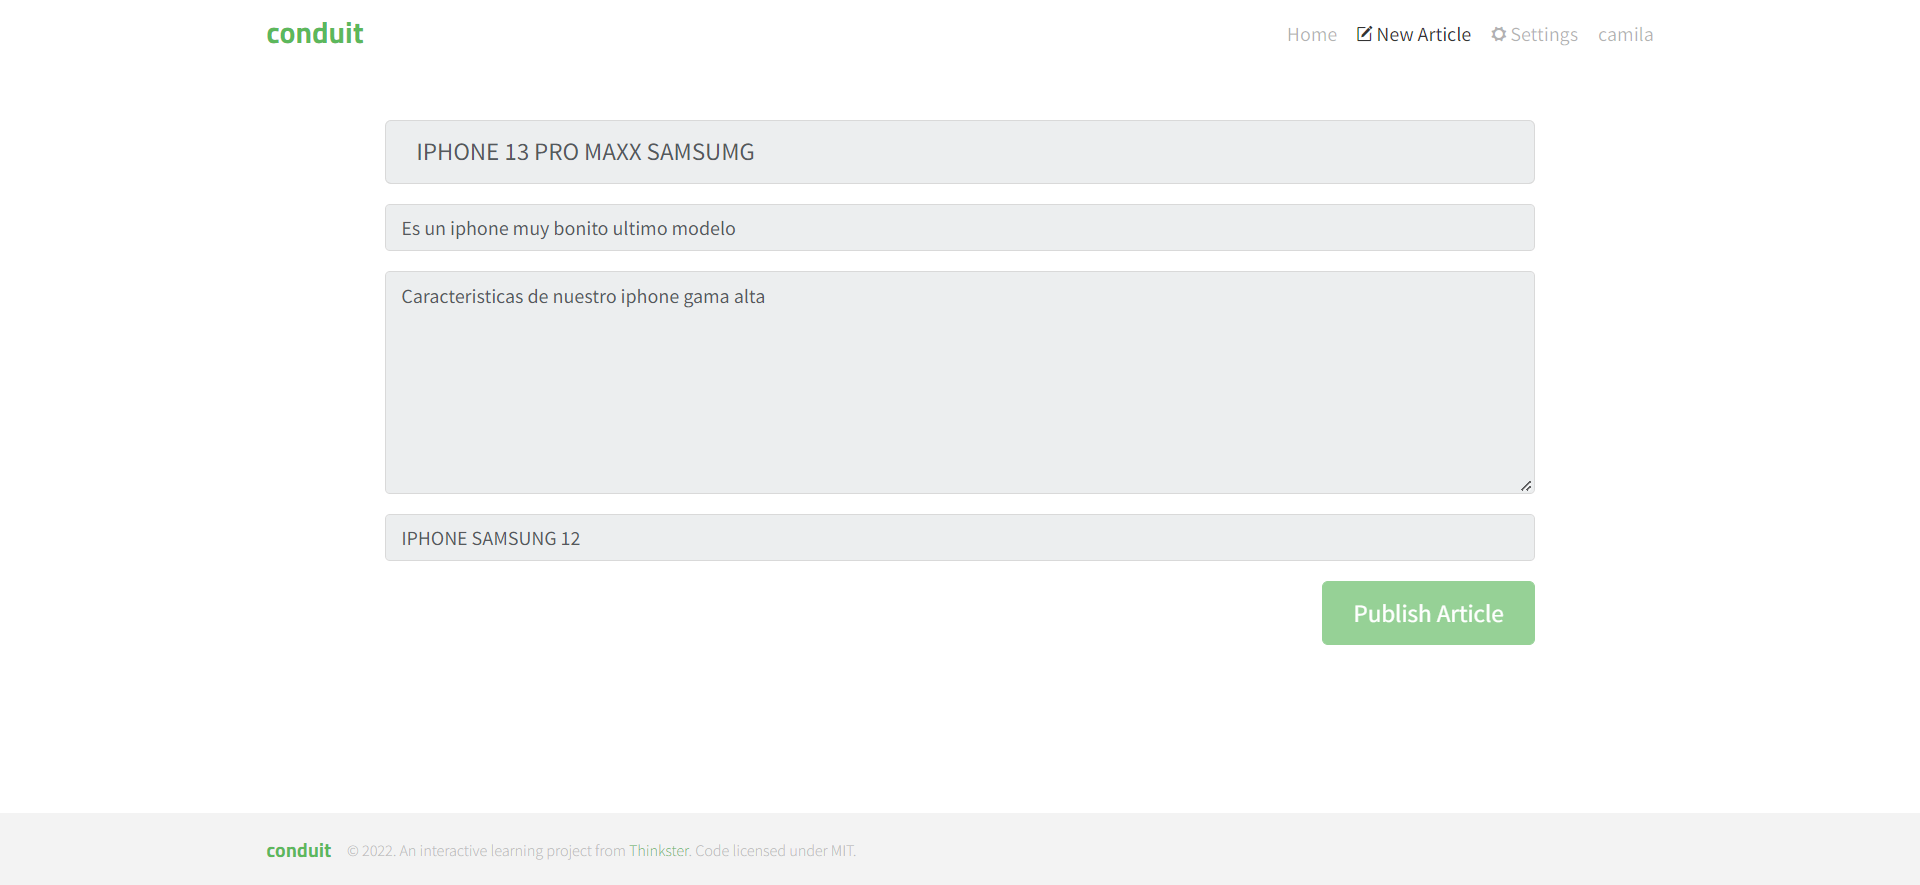 conduit
Home New Article Settings camila
IPHONE 13 PRO MAXX SAMSUMG
Es un iphone muy bonito ultimo modelo
Caracteristicas de nuestro iphone gama alta
IPHONE SAMSUNG 12
Publish Article
conduit © 2022. An interactive learning project from Thinkster. Code licensed under MIT.